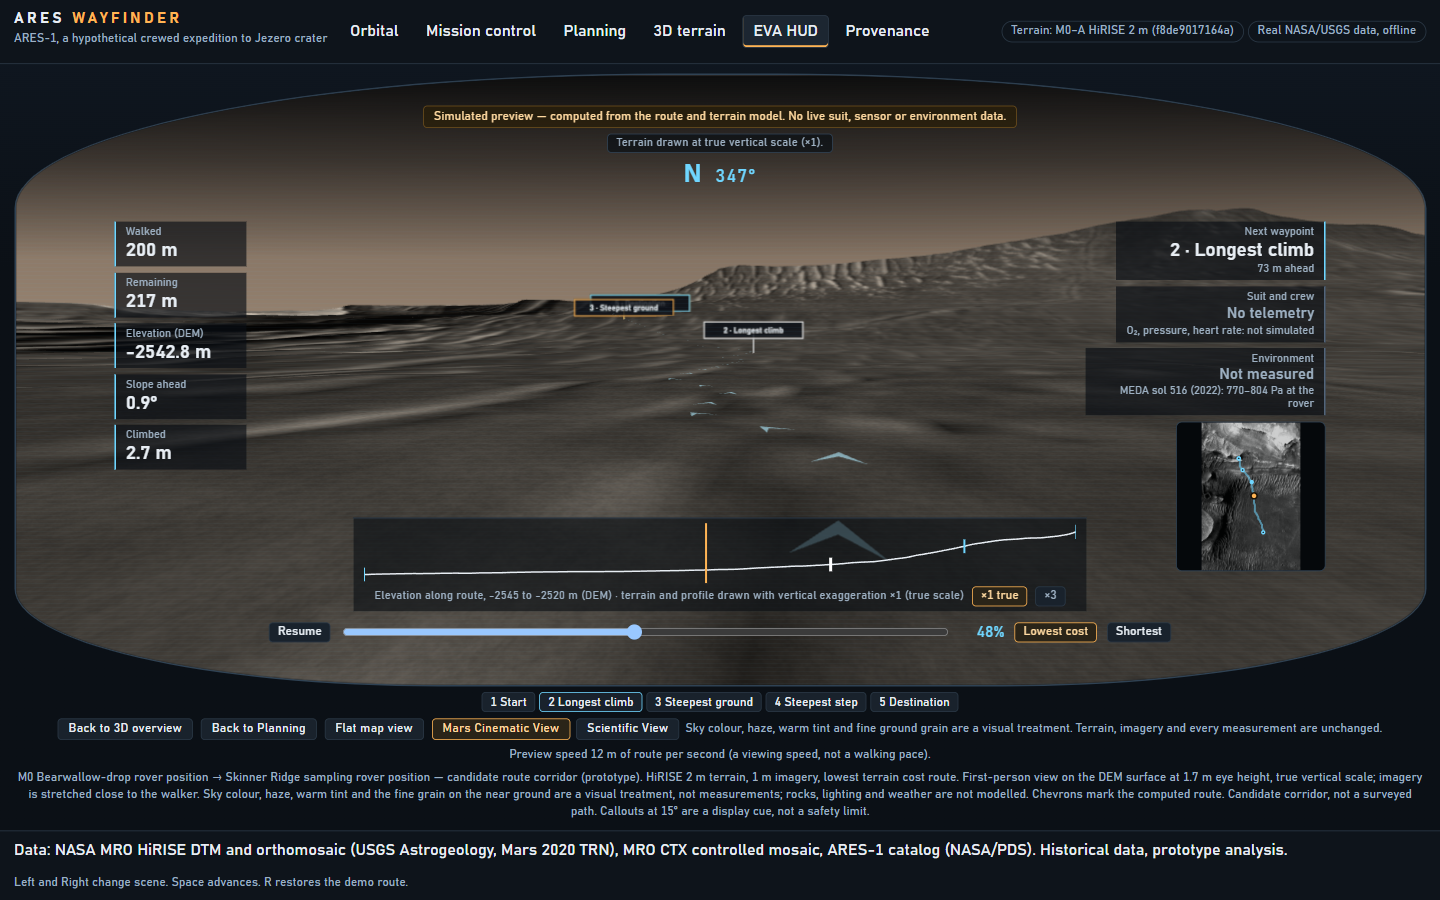 ARES WAYFINDER
ARES-1, a hypothetical crewed expedition to Jezero crater
Orbital
Mission control
Planning
3D terrain
EVA HUD
Provenance
Terrain: M0-A HiRISE 2 m (f8de9017164a)
Real NASA/USGS data, offline
Simulated preview — computed from the route and terrain model. No live suit, sensor or environment data.
Terrain drawn at true vertical scale (×1).
N 347°
Walked
200 m
Remaining
217 m
Elevation (DEM)
-2542.8 m
Slope ahead
0.9°
Climbed
2.7 m
3 · Steepest ground
2 · Longest climb
Next waypoint
2 · Longest climb
73 m ahead
Suit and crew
No telemetry
O₂, pressure, heart rate: not simulated
Environment
Not measured
MEDA sol 516 (2022): 770–804 Pa at the
rover
Elevation along route, -2545 to -2520 m (DEM) · terrain and profile drawn with vertical exaggeration ×1 (true scale)
×1 true
×3
Resume
48%
Lowest cost
Shortest
1 Start
2 Longest climb
3 Steepest ground
4 Steepest step
5 Destination
Back to 3D overview
Back to Planning
Flat map view
Mars Cinematic View
Scientific View
Sky colour, haze, warm tint and fine ground grain are a visual treatment. Terrain, imagery and every measurement are unchanged.
Preview speed 12 m of route per second (a viewing speed, not a walking pace).
M0 Bearwallow-drop rover position → Skinner Ridge sampling rover position — candidate route corridor (prototype). HiRISE 2 m terrain, 1 m imagery, lowest terrain cost route. First-person view on the DEM surface at 1.7 m eye height, true vertical scale; imagery
is stretched close to the walker. Sky colour, haze, warm tint and the fine grain on the near ground are a visual treatment, not measurements; rocks, lighting and weather are not modelled. Chevrons mark the computed route. Candidate corridor, not a surveyed
path. Callouts at 15° are a display cue, not a safety limit.
Data: NASA MRO HiRISE DTM and orthomosaic (USGS Astrogeology, Mars 2020 TRN), MRO CTX controlled mosaic, ARES-1 catalog (NASA/PDS). Historical data, prototype analysis.
Left and Right change scene. Space advances. R restores the demo route.